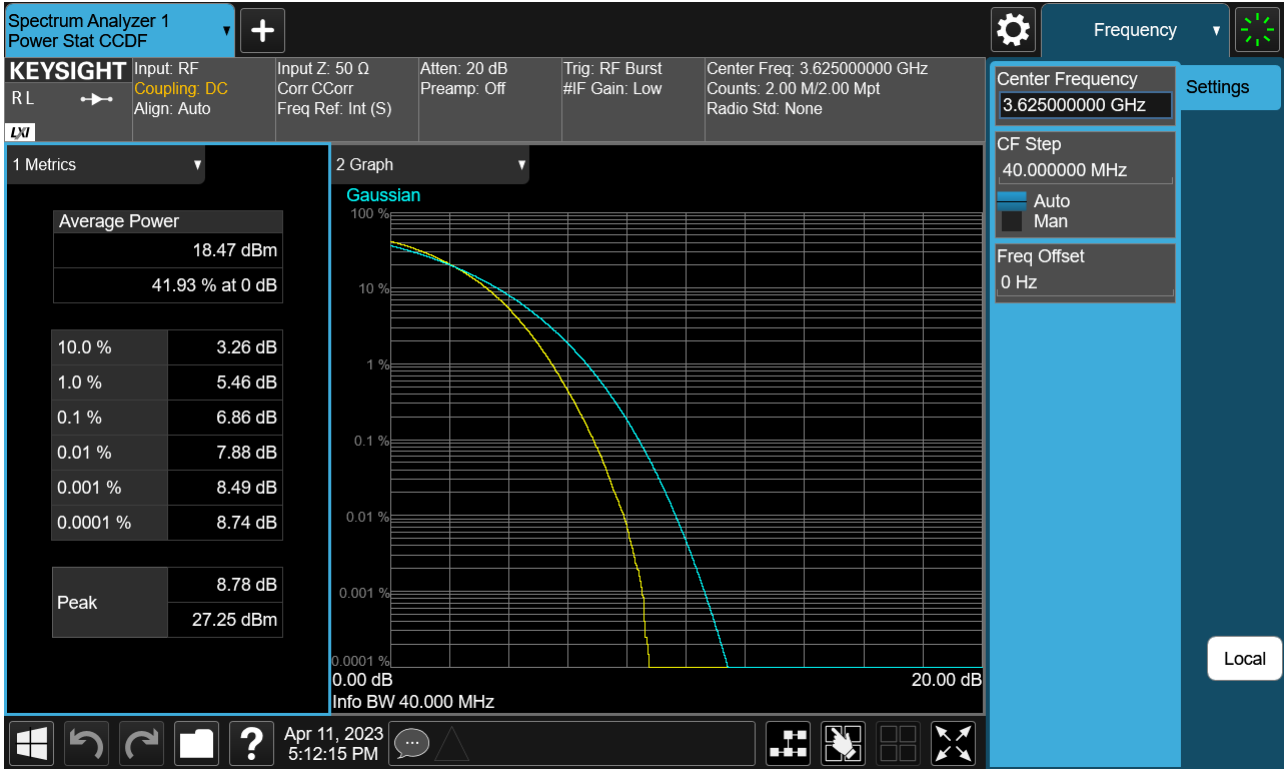 Spectrum Analyzer 1
Power Stat CCDF
Frequency
KEYSIGHT
R L
LXI
Input: RF
Coupling: DC
Align: Auto
Input Z: 50 Ω
Corr CCorr
Freq Ref: Int (S)
Atten: 20 dB
Preamp: Off
Trig: RF Burst
#IF Gain: Low
Center Freq: 3.625000000 GHz
Counts: 2.00 M/2.00 Mpt
Radio Std: None
Center Frequency
3.625000000 GHz
Settings
CF Step
40.000000 MHz
Auto
Man
Freq Offset
0 Hz
Local
1 Metrics
Average Power
18.47 dBm
41.93 % at 0 dB
10.0 % 3.26 dB
1.0 % 5.46 dB
0.1 % 6.86 dB
0.01 % 7.88 dB
0.001 % 8.49 dB
0.0001 % 8.74 dB
Peak
8.78 dB
27.25 dBm
2 Graph
Gaussian
100 %
10 %
1 %
0.1 %
0.01 %
0.001 %
0.0001 %
0.00 dB 20.00 dB
Info BW 40.000 MHz
?
Apr 11, 2023
5:12:15 PM